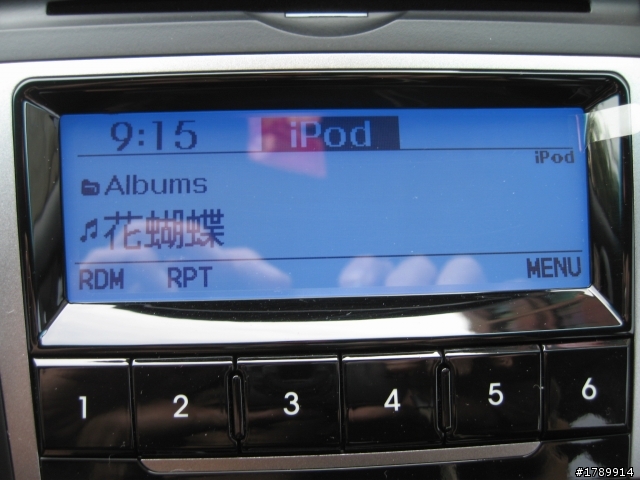 9:15 iPod
iPod
Albums
花蝴蝶
RDM RPT MENU
1 2 3 4 5 6
#1789914